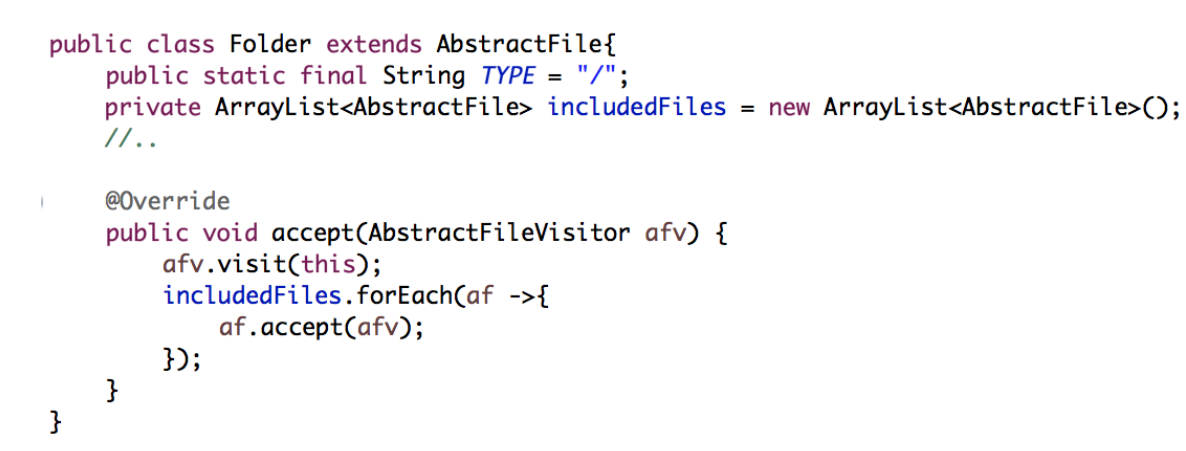 public class Folder extends AbstractFile{
    public static final String TYPE = "/";
    private ArrayList<AbstractFile> includedFiles = new ArrayList<AbstractFile>();
    //..

    @Override
    public void accept(AbstractFileVisitor afv) {
        afv.visit(this);
        includedFiles.forEach(af ->{
            af.accept(afv);
        });
    }
}